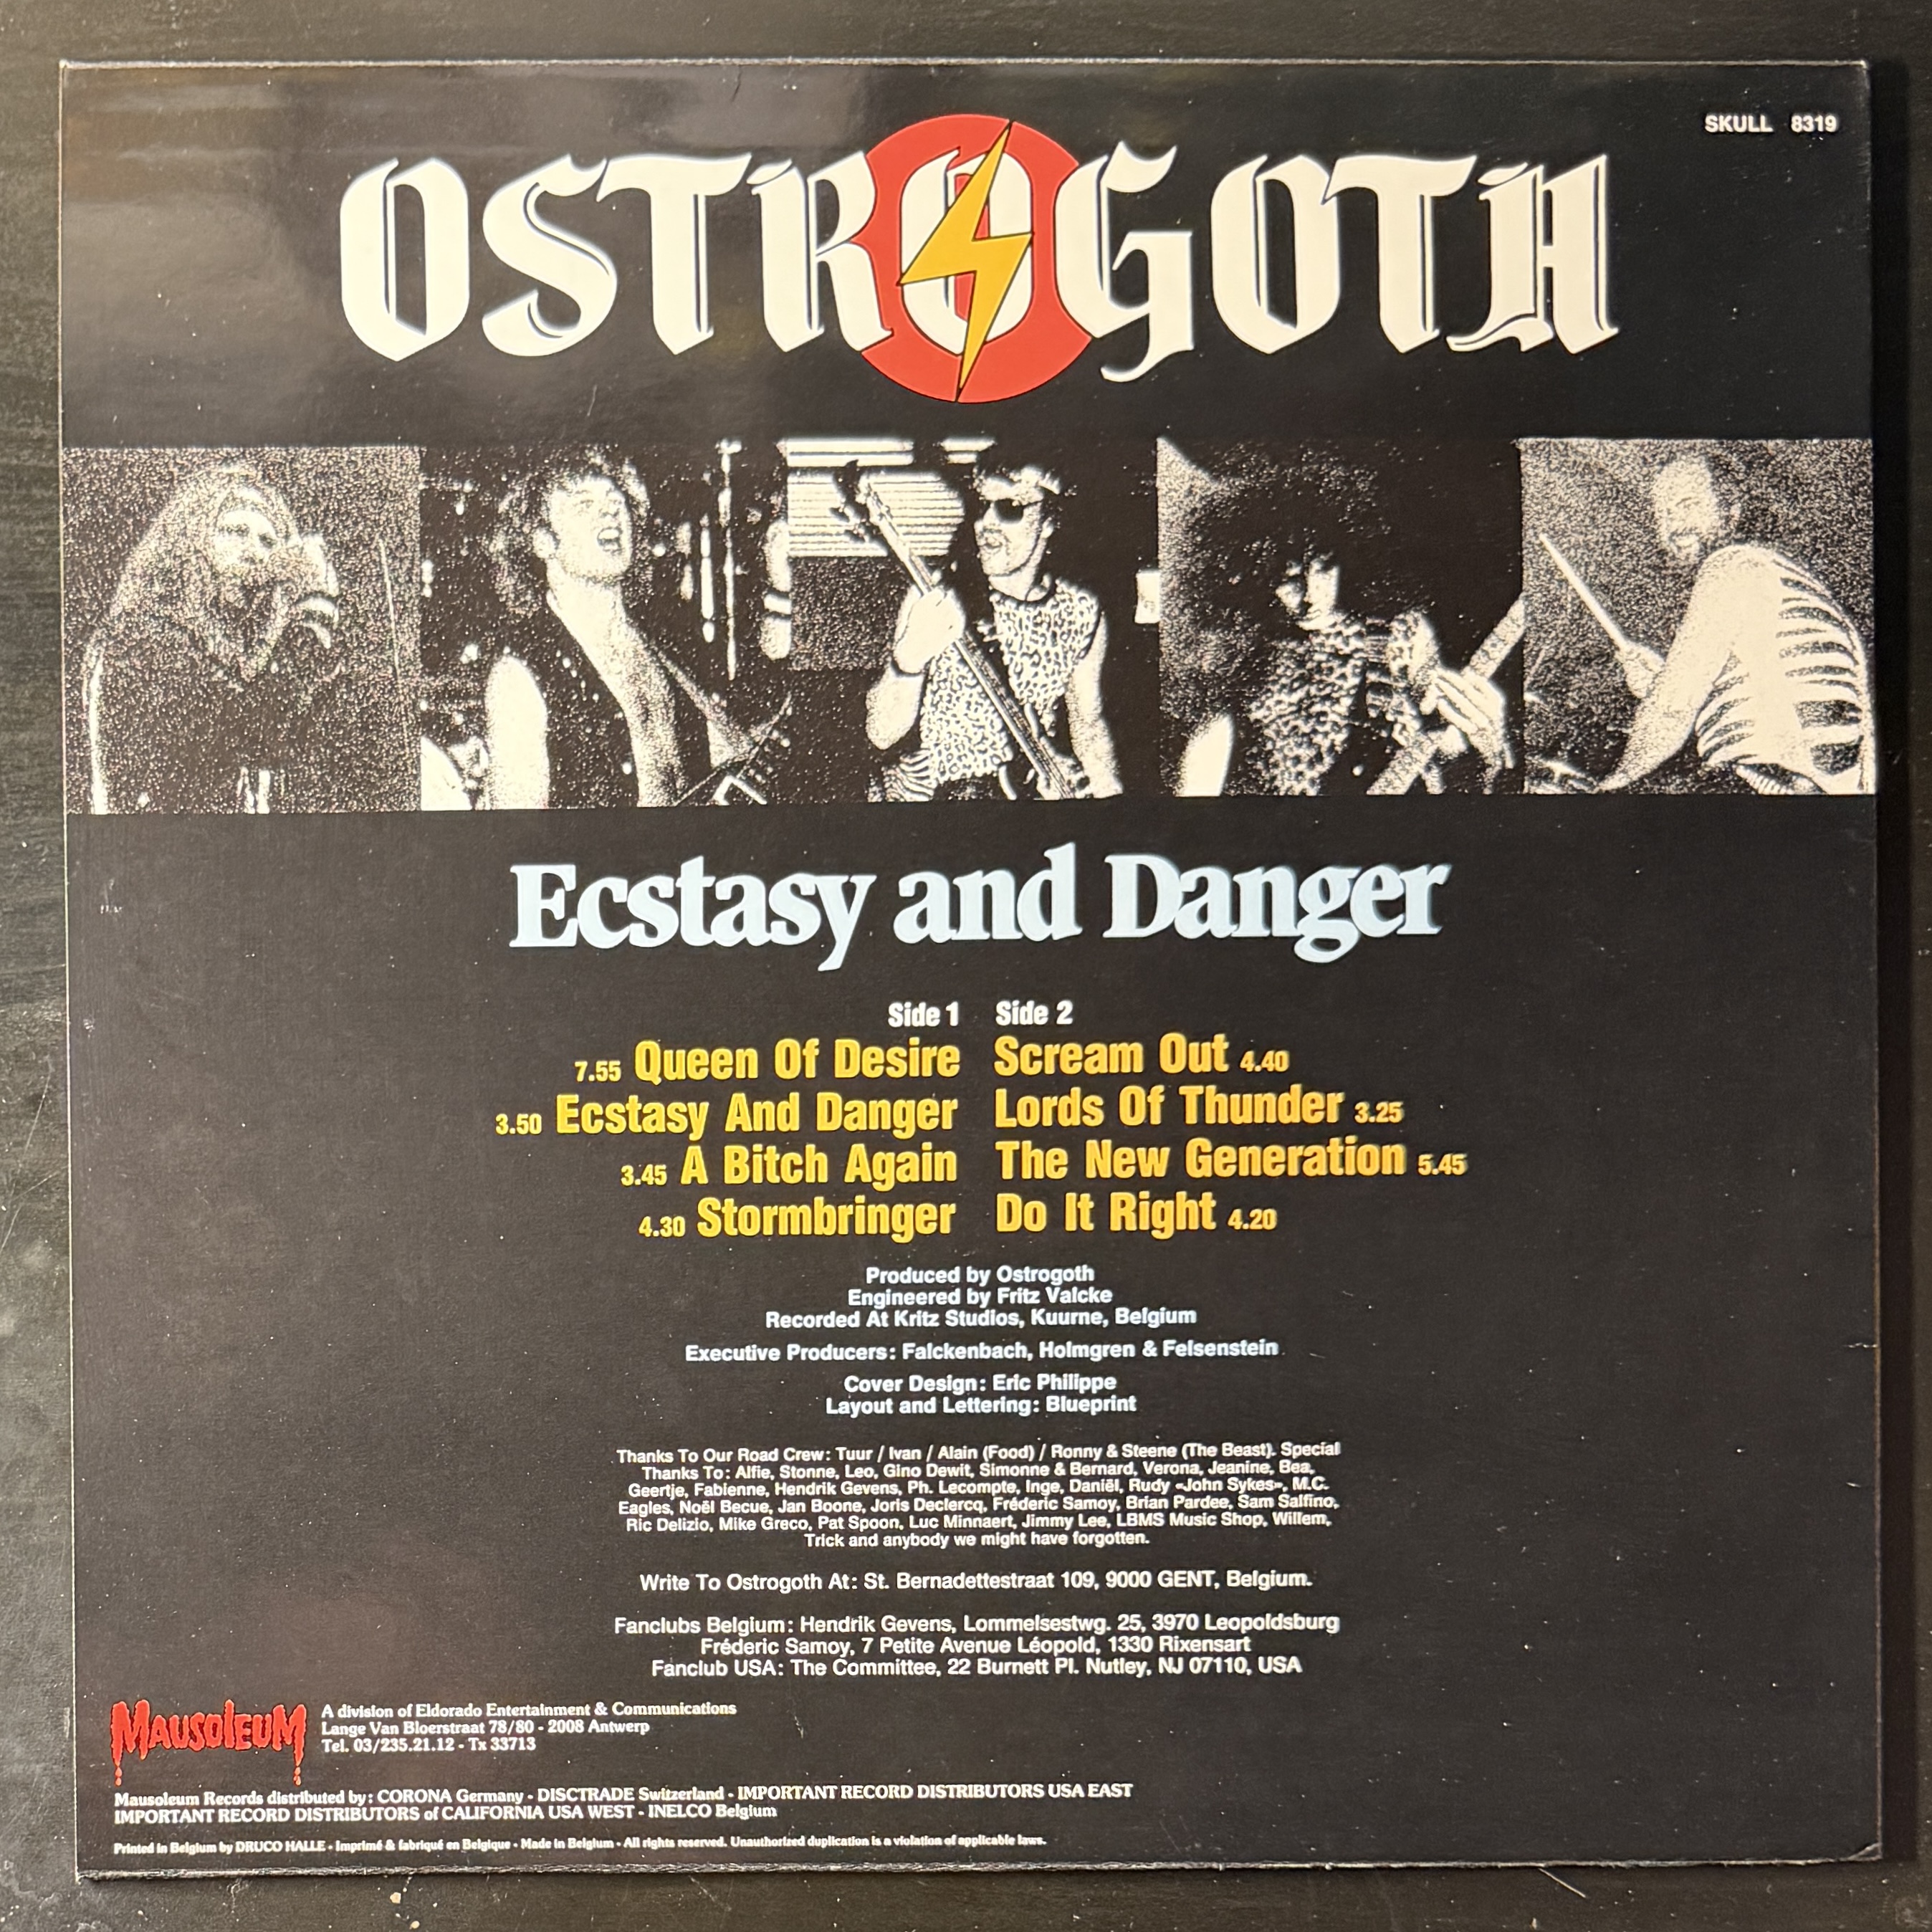 SKULL 8319
OSTROGOTH
Ecstasy and Danger
Side 1
7.55 Queen Of Desire
3.50 Ecstasy And Danger
3.45 A Bitch Again
4.30 Stormbringer
Side 2
Scream Out 4.40
Lords Of Thunder 3.25
The New Generation 5.45
Do It Right 4.20
Produced by Ostrogoth
Engineered by Fritz Valcke
Recorded At Kritz Studios, Kuurne, Belgium
Executive Producers: Falckenbach, Holmgren & Felsenstein
Cover Design: Eric Philippe
Layout and Lettering: Blueprint
Thanks To Our Road Crew: Tuur / Ivan / Alain (Food) / Ronny & Steene (The Beast). Special
Thanks To: Alfie, Stonne, Leo, Gino Dewit, Simonne & Bernard, Verona, Jeanine, Bea,
Geertje, Fabienne, Hendrik Gevens, Ph. Lecompte, Inge, Daniël, Rudy «John Sykes», M.C.
Eagles, Noël Becue, Jan Boone, Joris Declercq, Fréderic Samoy, Brian Pardee, Sam Salfino,
Ric Delizio, Mike Greco, Pat Spoon, Luc Minnaert, Jimmy Lee, LBMS Music Shop, Willem,
Trick and anybody we might have forgotten.
Write To Ostrogoth At: St. Bernadettestraat 109, 9000 GENT, Belgium.
Fanclubs Belgium: Hendrik Gevens, Lommelsestwg. 25, 3970 Leopoldsburg
Fréderic Samoy, 7 Petite Avenue Léopold, 1330 Rixensart
Fanclub USA: The Committee, 22 Burnett Pl. Nutley, NJ 07110, USA
MAUSOLEUM
A division of Eldorado Entertainment & Communications
Lange Van Bloerstraat 78/80 - 2008 Antwerp
Tel. 03/235.21.12 - Tx 33713
Mausoleum Records distributed by: CORONA Germany - DISCTRADE Switzerland - IMPORTANT RECORD DISTRIBUTORS USA EAST
IMPORTANT RECORD DISTRIBUTORS of CALIFORNIA USA WEST - INELCO Belgium
Printed in Belgium by DRUCO HALLE - Imprimé & fabriqué en Belgique - Made in Belgium - All rights reserved. Unauthorized duplication is a violation of applicable laws.